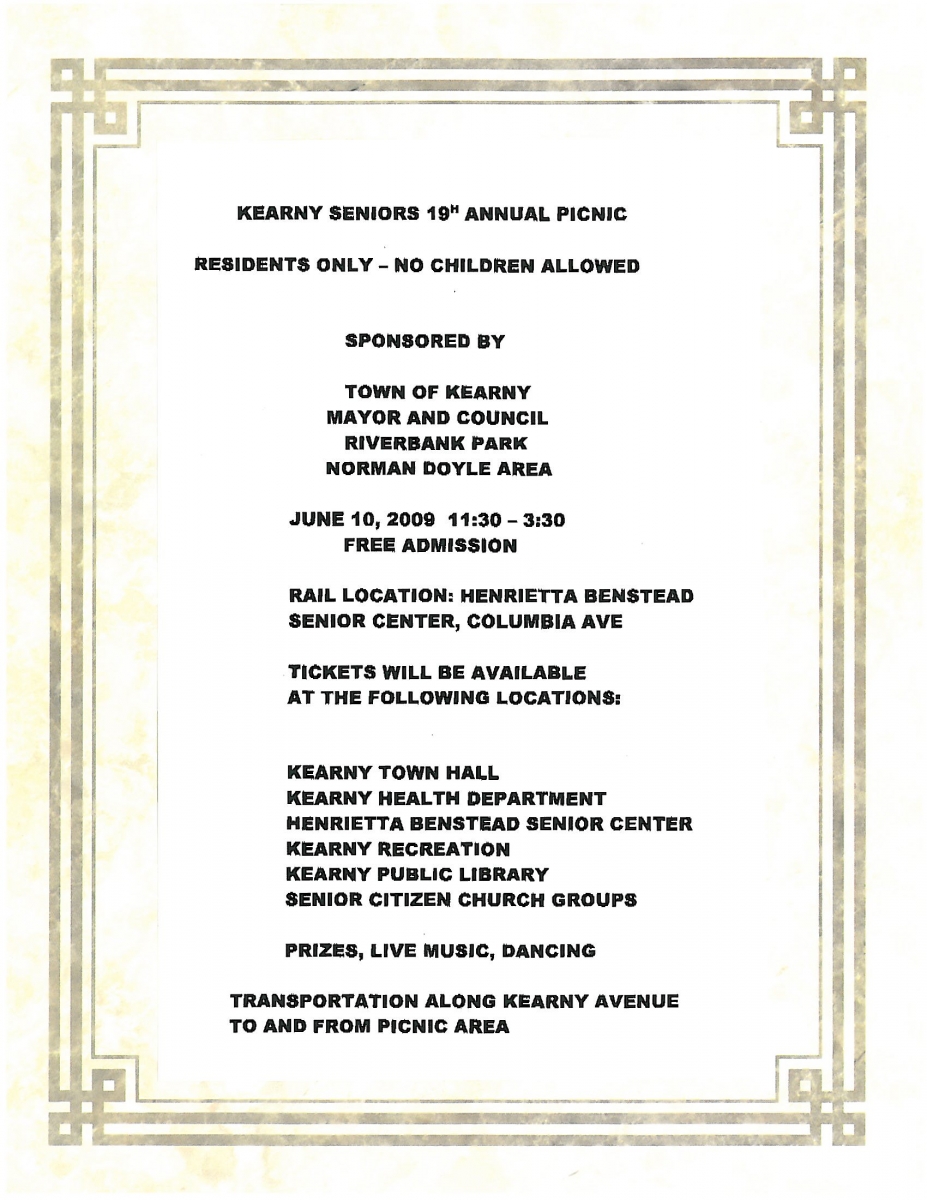 KEARNY SENIORS 19H ANNUAL PICNIC
RESIDENTS ONLY – NO CHILDREN ALLOWED
SPONSORED BY
TOWN OF KEARNY
MAYOR AND COUNCIL
RIVERBANK PARK
NORMAN DOYLE AREA
JUNE 10, 2009 11:30 – 3:30
FREE ADMISSION
RAIL LOCATION: HENRIETTA BENSTEAD
SENIOR CENTER, COLUMBIA AVE
TICKETS WILL BE AVAILABLE
AT THE FOLLOWING LOCATIONS:
KEARNY TOWN HALL
KEARNY HEALTH DEPARTMENT
HENRIETTA BENSTEAD SENIOR CENTER
KEARNY RECREATION
KEARNY PUBLIC LIBRARY
SENIOR CITIZEN CHURCH GROUPS
PRIZES, LIVE MUSIC, DANCING
TRANSPORTATION ALONG KEARNY AVENUE
TO AND FROM PICNIC AREA